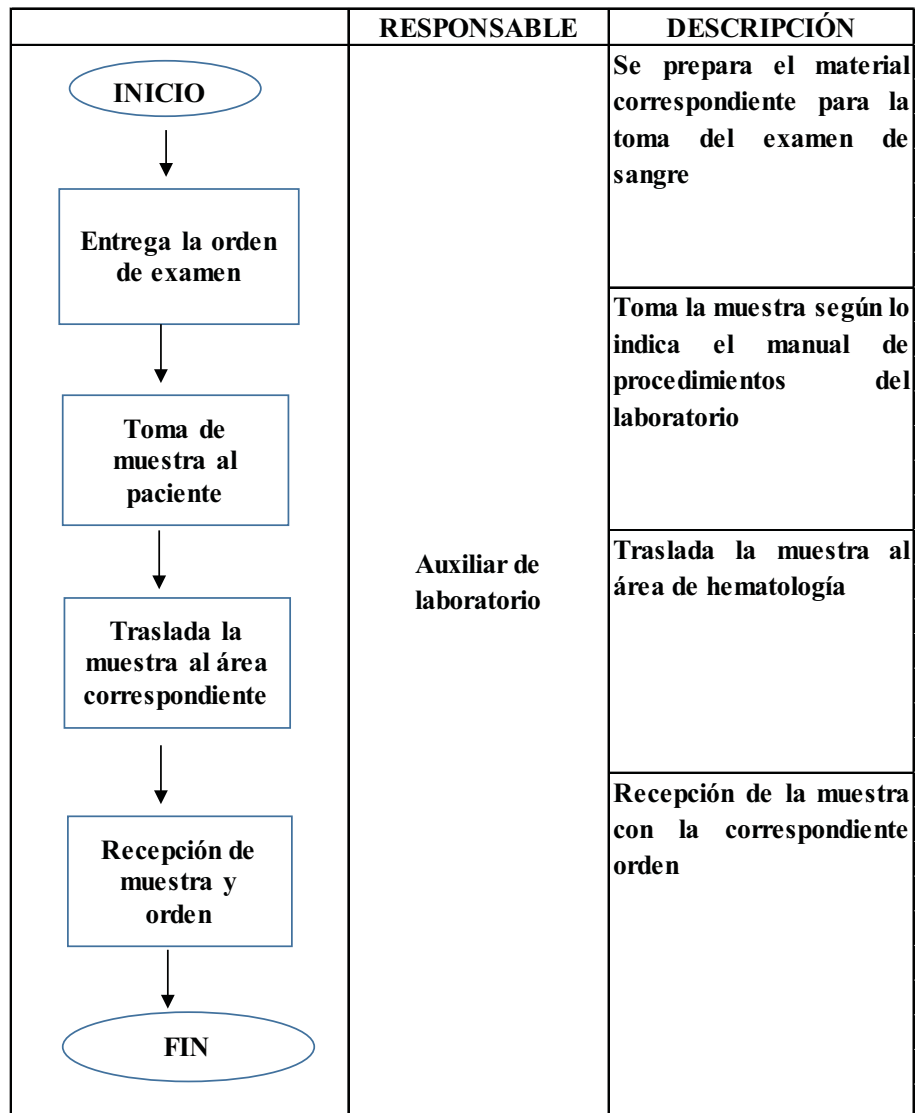 RESPONSABLE
DESCRIPCIÓN
INICIO
Entrega la orden
de examen
Toma de
muestra al
paciente
Traslada la
muestra al área
correspondiente
Recepción de
muestra y
orden
FIN
Auxiliar de
laboratorio
Se prepara el material
correspondiente para la
toma del examen de
sangre
Toma la muestra según lo
indica el manual de
procedimientos del
laboratorio
Traslada la muestra al
área de hematología
Recepción de la muestra
con la correspondiente
orden